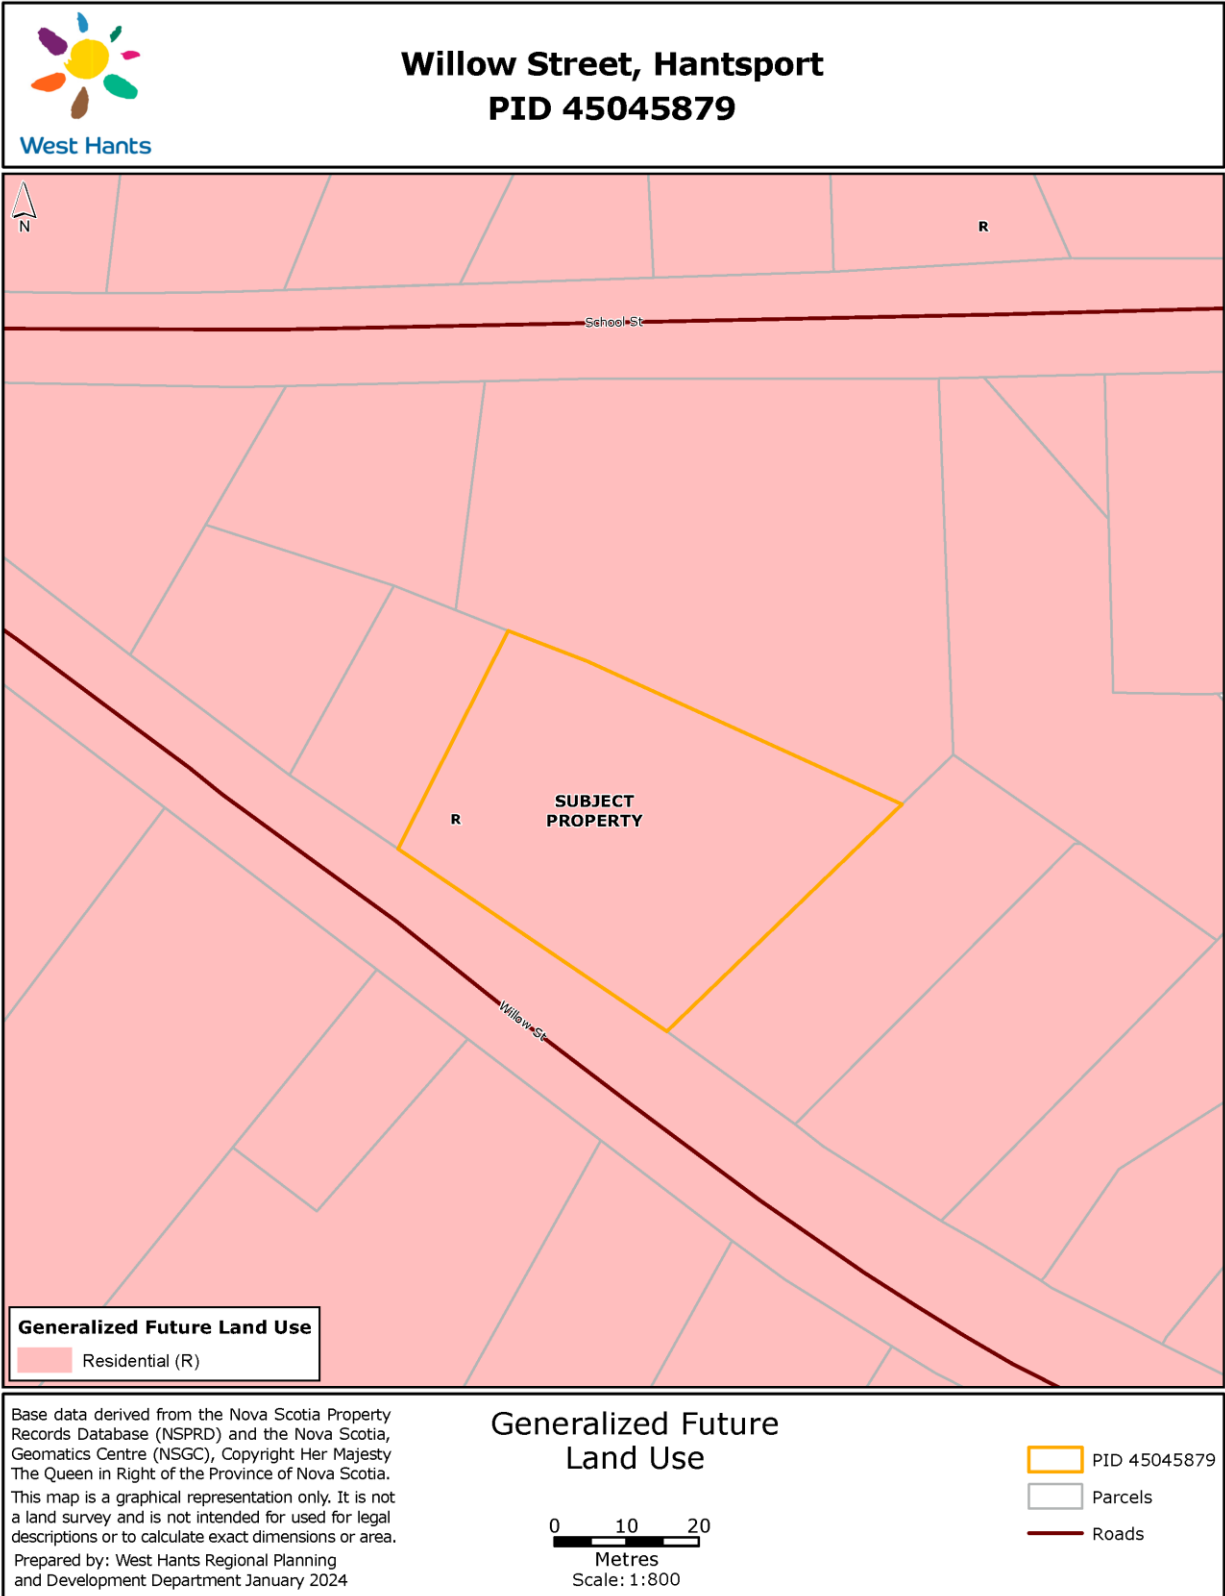 Willow Street, Hantsport
PID 45045879
West Hants
N
R
School St
SUBJECT
PROPERTY
R
Willow St
Generalized Future Land Use
Residential (R)
Base data derived from the Nova Scotia Property
Records Database (NSPRD) and the Nova Scotia,
Geomatics Centre (NSGC), Copyright Her Majesty
The Queen in Right of the Province of Nova Scotia.
This map is a graphical representation only. It is not
a land survey and is not intended for used for legal
descriptions or to calculate exact dimensions or area.
Prepared by: West Hants Regional Planning
and Development Department January 2024
Generalized Future
Land Use
0 10 20
Metres
Scale: 1:800
PID 45045879
Parcels
Roads